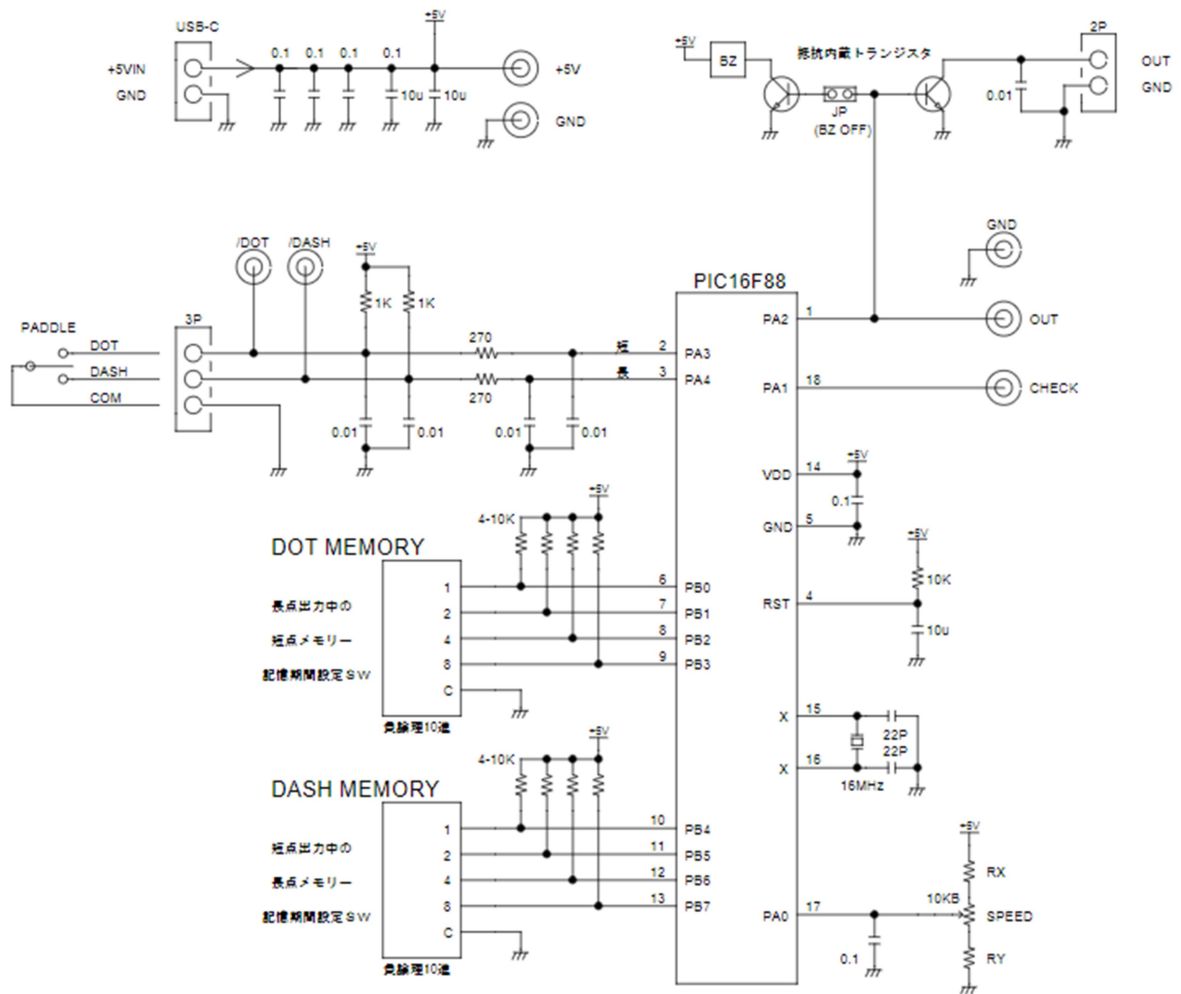 USB-C
+5V
0.1
0.1
0.1
0.1
+5VIN
GND
10u
10u
+5V
GND
+5V
BZ
抵抗内蔵トランジスタ
2P
OUT
GND
0.01
JP
(BZ OFF)
/DOT
/DASH
+5V
1K
1K
3P
PADDLE
DOT
DASH
COM
270
270
0.01
0.01
0.01
0.01
短
長
PIC16F88
2 PA3
3 PA4
PA2 1
PA1 18
GND
OUT
CHECK
VDD 14
+5V
0.1
GND 5
+5V
10K
RST 4
10u
DOT MEMORY
4-10K
+5V
長点出力中の
短点メモリー
記憶期間設定SW
1
2
4
8
C
負論理10進
6 PB0
7 PB1
8 PB2
9 PB3
X 15
X 16
22P
22P
16MHz
DASH MEMORY
4-10K
+5V
短点出力中の
長点メモリー
記憶期間設定SW
1
2
4
8
C
負論理10進
10 PB4
11 PB5
12 PB6
13 PB7
PA0 17
0.1
+5V
RX
10KB
SPEED
RY